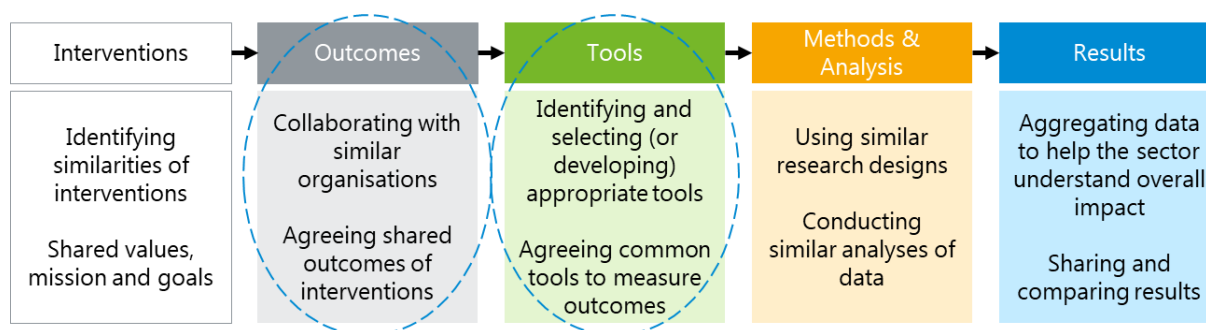 Interventions
Outcomes
Tools
Methods &
Analysis
Results
Identifying
similarities of
interventions
Shared values,
mission and goals
Collaborating with
similar
organisations
Agreeing shared
outcomes of
interventions
Identifying and
selecting (or
developing)
appropriate tools
Agreeing common
tools to measure
outcomes
Using similar
research designs
Conducting
similar analyses of
data
Aggregating data
to help the sector
understand overall
impact
Sharing and
comparing results